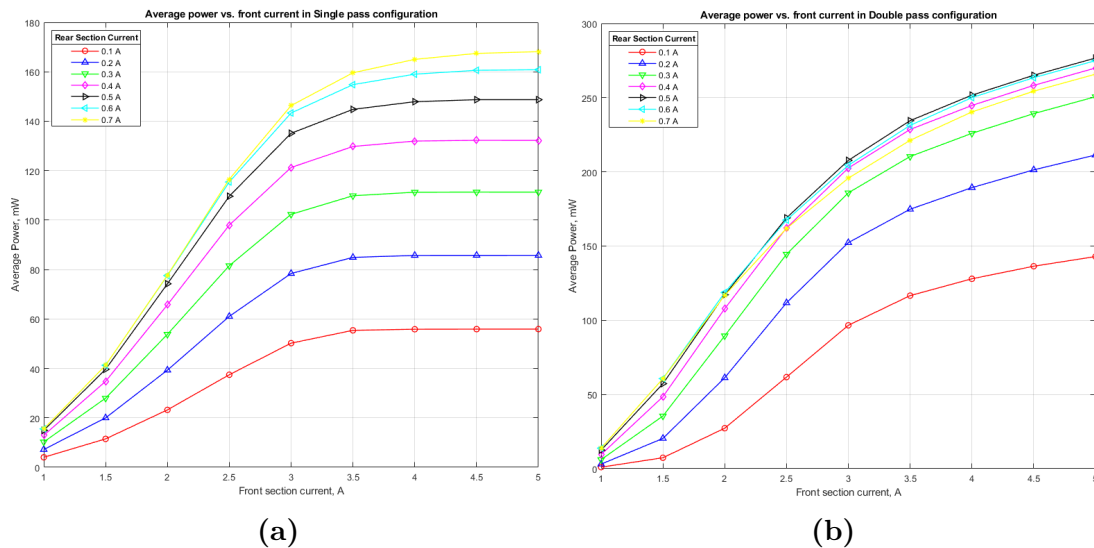 Average power vs. front current in Single pass configuration
180
160
140
120
100
80
60
40
20
0
Average Power, mW
Rear Section Current
0.1 A
0.2 A
0.3 A
0.4 A
0.5 A
0.6 A
0.7 A
1 1.5 2 2.5 3 3.5 4 4.5 5
Front section current, A
(a)
Average power vs. front current in Double pass configuration
300
250
200
150
100
50
0
Average Power, mW
Rear Section Current
0.1 A
0.2 A
0.3 A
0.4 A
0.5 A
0.6 A
0.7 A
1 1.5 2 2.5 3 3.5 4 4.5 5
Front section current, A
(b)